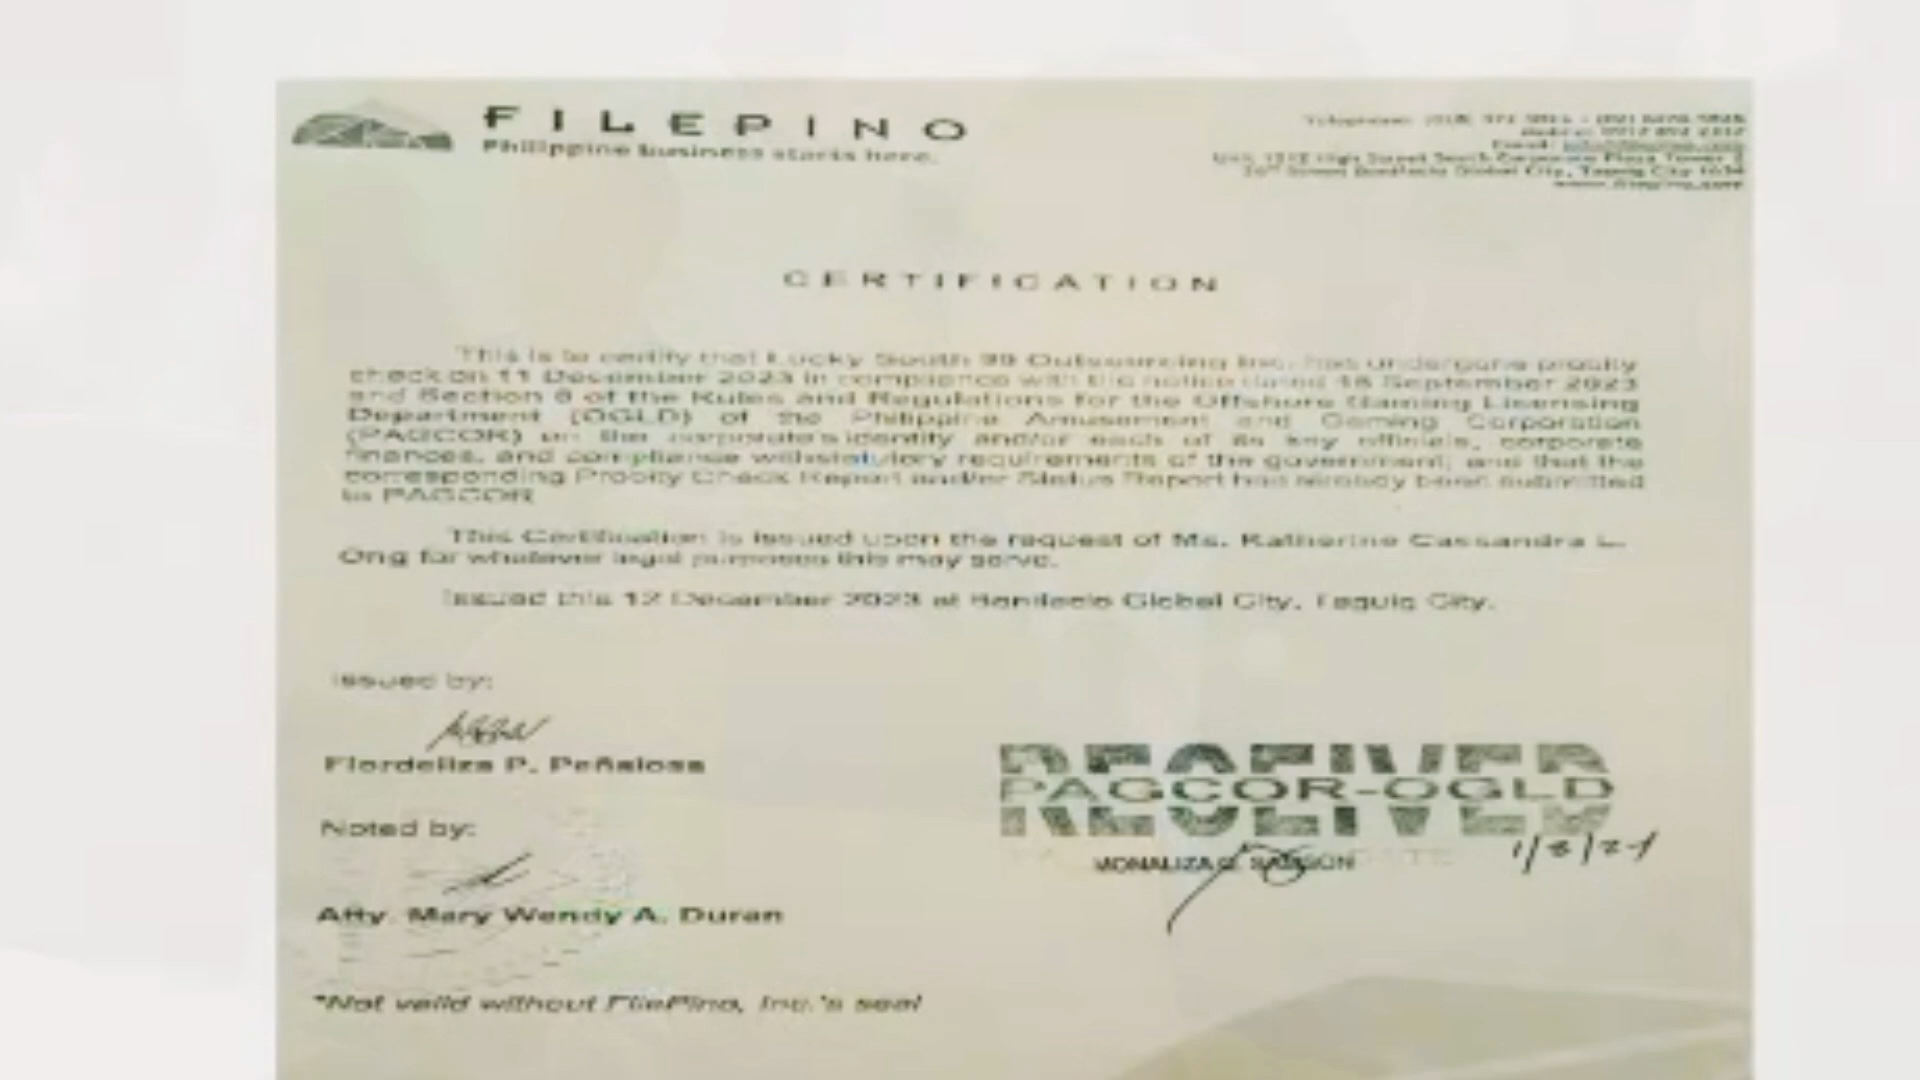 FILEPINO
Philippine business starts here.
CERTIFICATION
This is to certify that Lucky South 99 Outsourcing Inc. has undergone probity
check on 11 December 2023 in compliance with the notice dated 15 September 2023
and Section 8 of the Rules and Regulations for the Offshore Gaming Licensing
Department (OGLD) of the Philippine Amusement and Gaming Corporation
(PAGCOR) on the corporate's identity and/or each of its key officials, corporate
finances, and compliance with statutory requirements of the government; and that the
corresponding Probity Check Report and/or Status Report has already been submitted
to PAGCOR
This Certification is issued upon the request of Ms. Katherine Cassandra L.
Ong for whatever legal purposes this may serve.
Issued this 12 December 2023 at Bonifacio Global City, Taguig City.
Issued by:
Flordeliza P. Peñalosa
Noted by:
Atty. Mary Wendy A. Duran
*Not valid without FilePino, Inc.'s seal
RECEIVED
PAGCOR-OGLD
RECEIVED
MONALIZA SAMSON